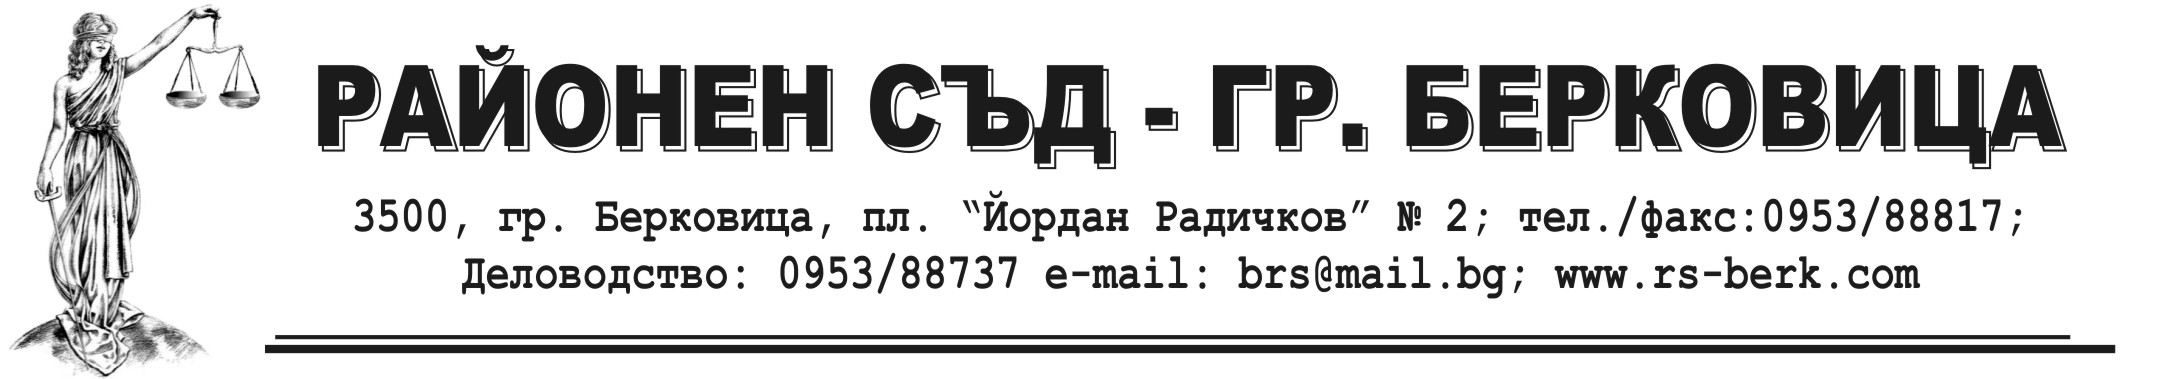 РАЙОНЕН СЪД - ГР. БЕРКОВИЦА
3500, гр. Берковица, пл. “Йордан Радичков” № 2; тел./факс:0953/88817;
Деловодство: 0953/88737 e-mail: brs@mail.bg; www.rs-berk.com